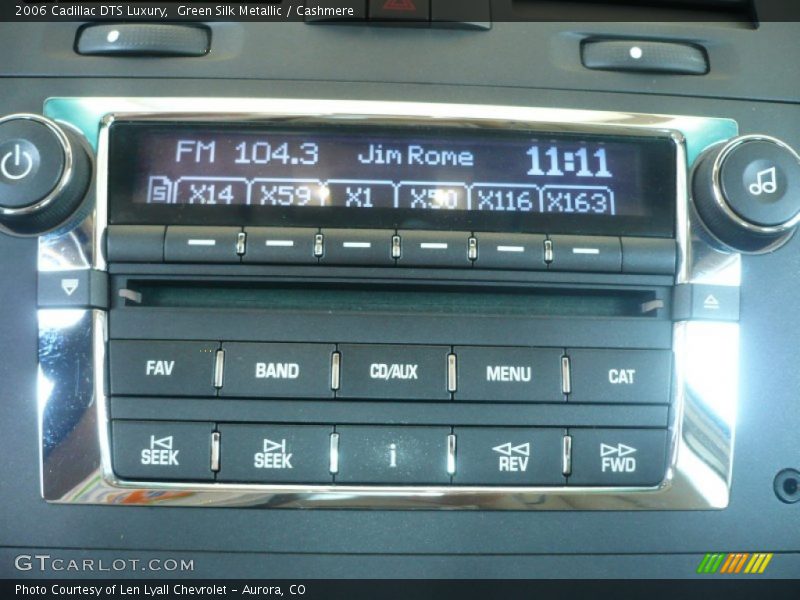 2006 Cadillac DTS Luxury,  Green Silk Metallic / Cashmere
FM 104.3 Jim Rome 11:11
5 X14 X59 X1 X50 X116 X163
FAV BAND CD/AUX MENU CAT
SEEK SEEK i REV FWD
GTCARLOT.COM
Photo Courtesy of Len Lyall Chevrolet - Aurora, CO